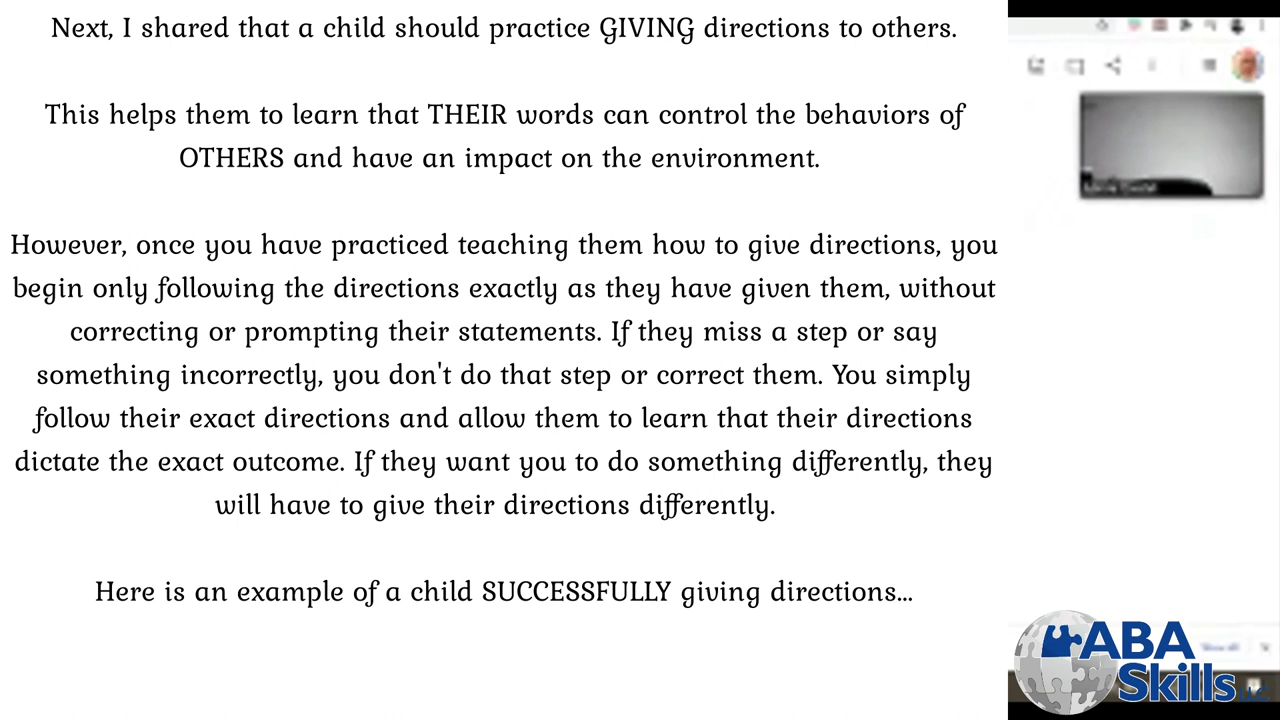 Next, I shared that a child should practice GIVING directions to others.
This helps them to learn that THEIR words can control the behaviors of
OTHERS and have an impact on the environment.
However, once you have practiced teaching them how to give directions, you
begin only following the directions exactly as they have given them, without
correcting or prompting their statements. If they miss a step or say
something incorrectly, you don't do that step or correct them. You simply
follow their exact directions and allow them to learn that their directions
dictate the exact outcome. If they want you to do something differently, they
will have to give their directions differently.
Here is an example of a child SUCCESSFULLY giving directions...
ABA
Skills LLC